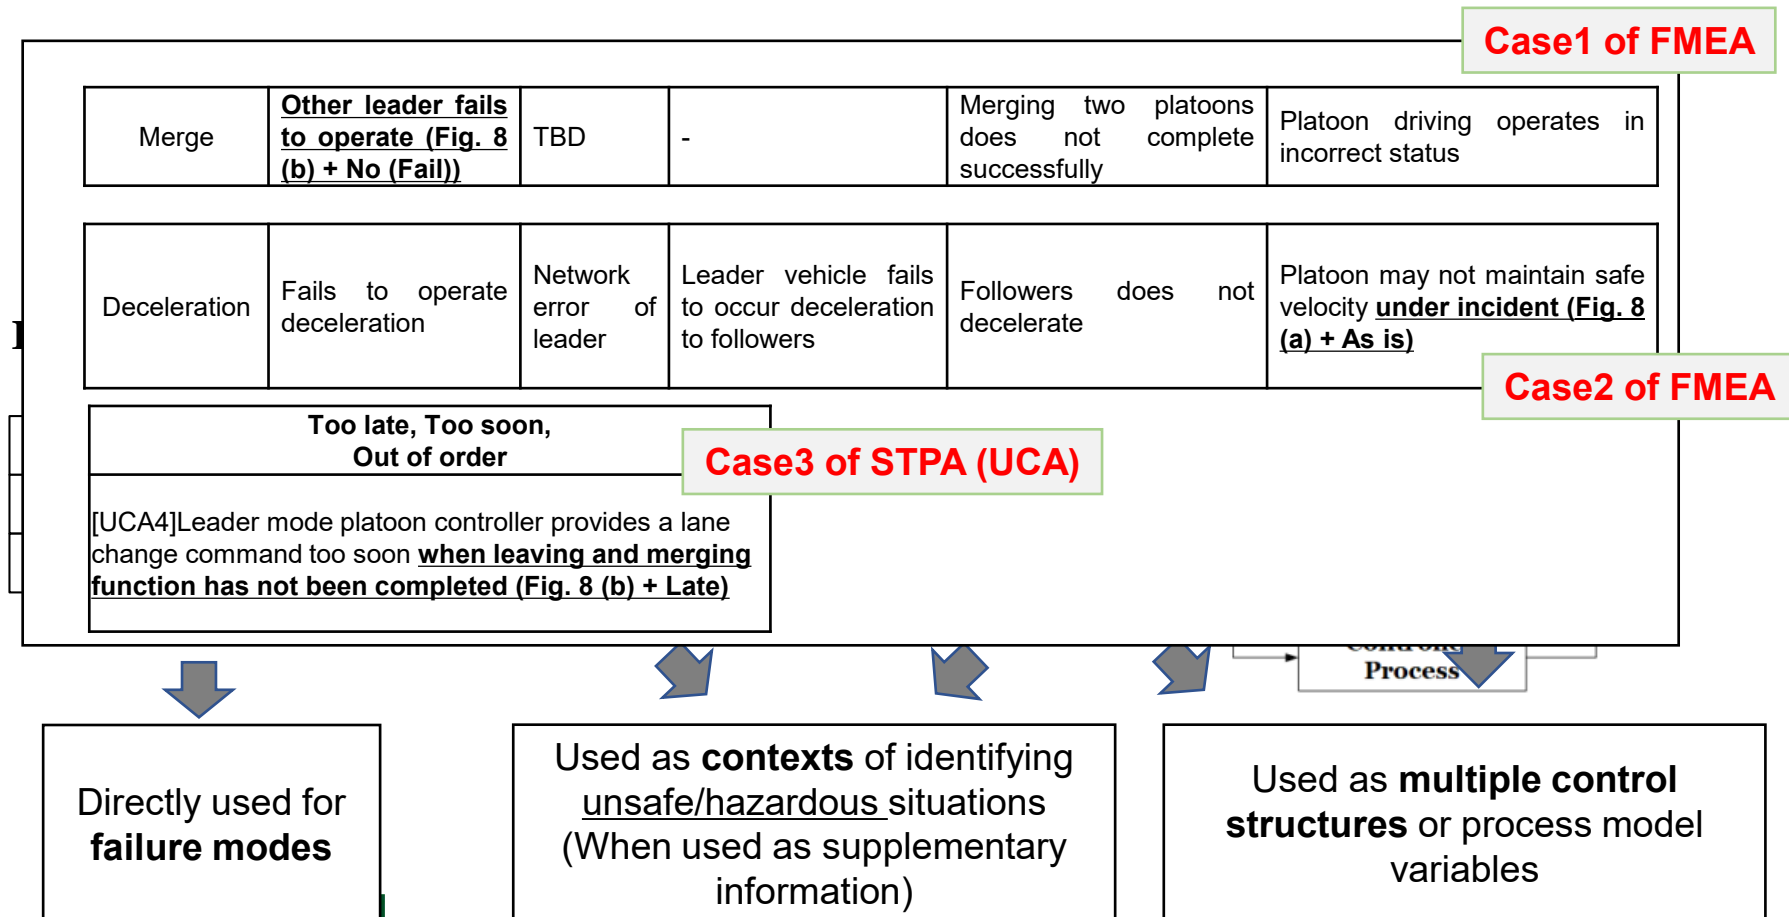 Case1 of FMEA
Merge
Other leader fails
to operate (Fig. 8
(b) + No (Fail))
TBD
-
Merging two platoons
does not complete
successfully
Platoon driving operates in
incorrect status
Deceleration
Fails to operate
deceleration
Network
error of
leader
Leader vehicle fails
to occur deceleration
to followers
Followers does not
decelerate
Platoon may not maintain safe
velocity under incident (Fig. 8
(a) + As is)
Case2 of FMEA
Too late, Too soon,
Out of order
Case3 of STPA (UCA)
[UCA4]Leader mode platoon controller provides a lane
change command too soon when leaving and merging
function has not been completed (Fig. 8 (b) + Late)
Process
Directly used for
failure modes
Used as contexts of identifying
unsafe/hazardous situations
(When used as supplementary
information)
Used as multiple control
structures or process model
variables